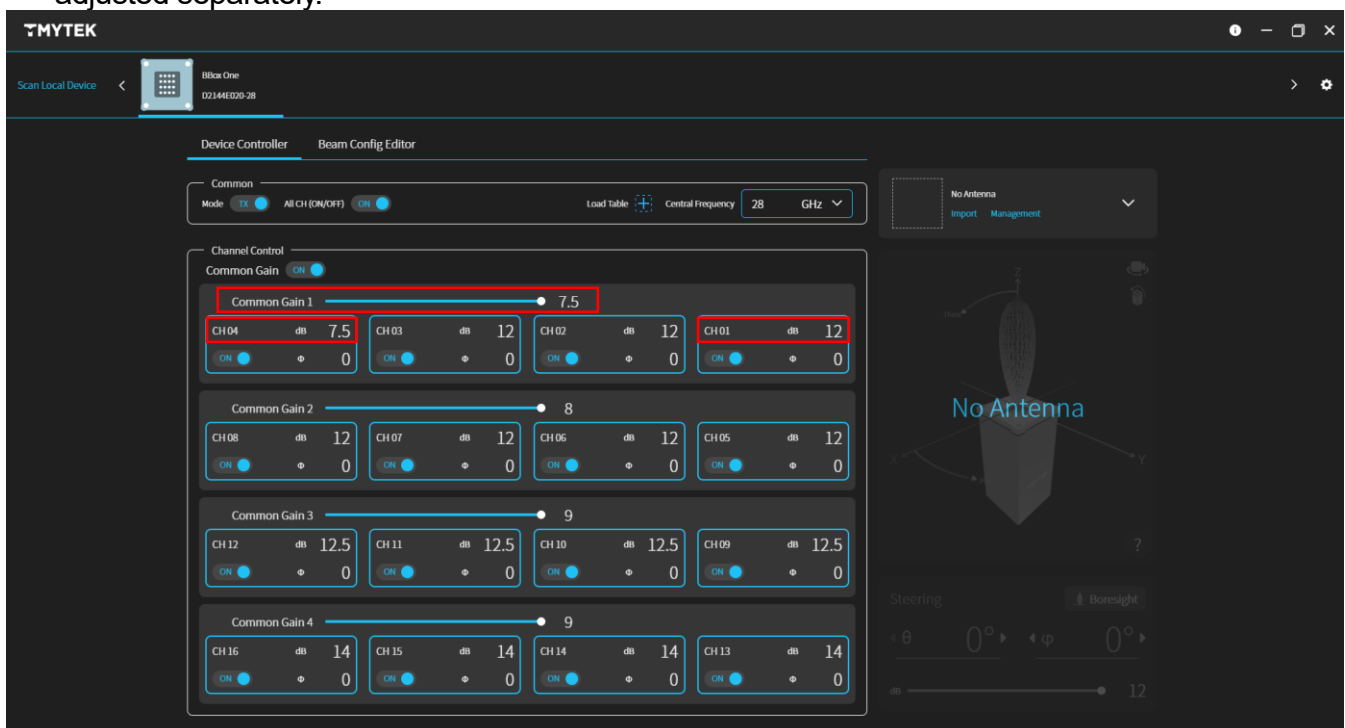 adjusted separately.
TMYTEK
Scan Local Device
BBox One
D2144E020-28
Device Controller Beam Config Editor
Common
Mode TX All CH (ON/OFF) ON Load Table Central Frequency 28 GHz
No Antenna
Import Management
Channel Control
Common Gain ON
Common Gain 1 7.5
CH 04 dB 7.5 CH 03 dB 12 CH 02 dB 12 CH 01 dB 12
ON Φ 0 ON Φ 0 ON Φ 0 ON Φ 0
Common Gain 2 8
CH 08 dB 12 CH 07 dB 12 CH 06 dB 12 CH 05 dB 12
ON Φ 0 ON Φ 0 ON Φ 0 ON Φ 0
Common Gain 3 9
CH 12 dB 12.5 CH 11 dB 12.5 CH 10 dB 12.5 CH 09 dB 12.5
ON Φ 0 ON Φ 0 ON Φ 0 ON Φ 0
Common Gain 4 9
CH 16 dB 14 CH 15 dB 14 CH 14 dB 14 CH 13 dB 14
ON Φ 0 ON Φ 0 ON Φ 0 ON Φ 0
Z
No Antenna
X Y
?
Steering Boresight
θ 0° φ 0°
dB 12